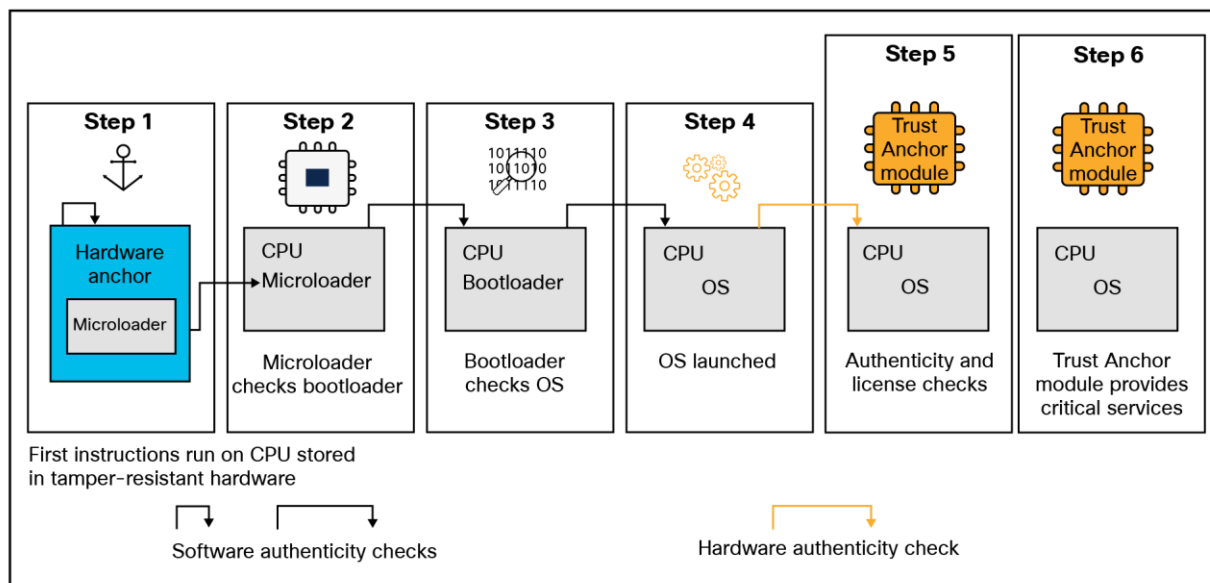 Step 1
Hardware
anchor
Microloader
First instructions run on CPU stored
in tamper-resistant hardware
Step 2
CPU
Microloader
Microloader
checks bootloader
Step 3
1011110
1011010
1011110
CPU
Bootloader
Bootloader
checks OS
Step 4
CPU
OS
OS launched
Step 5
Trust
Anchor
module
CPU
OS
Authenticity and
license checks
Step 6
Trust
Anchor
module
CPU
OS
Trust Anchor
module provides
critical services
Software authenticity checks
Hardware authenticity check